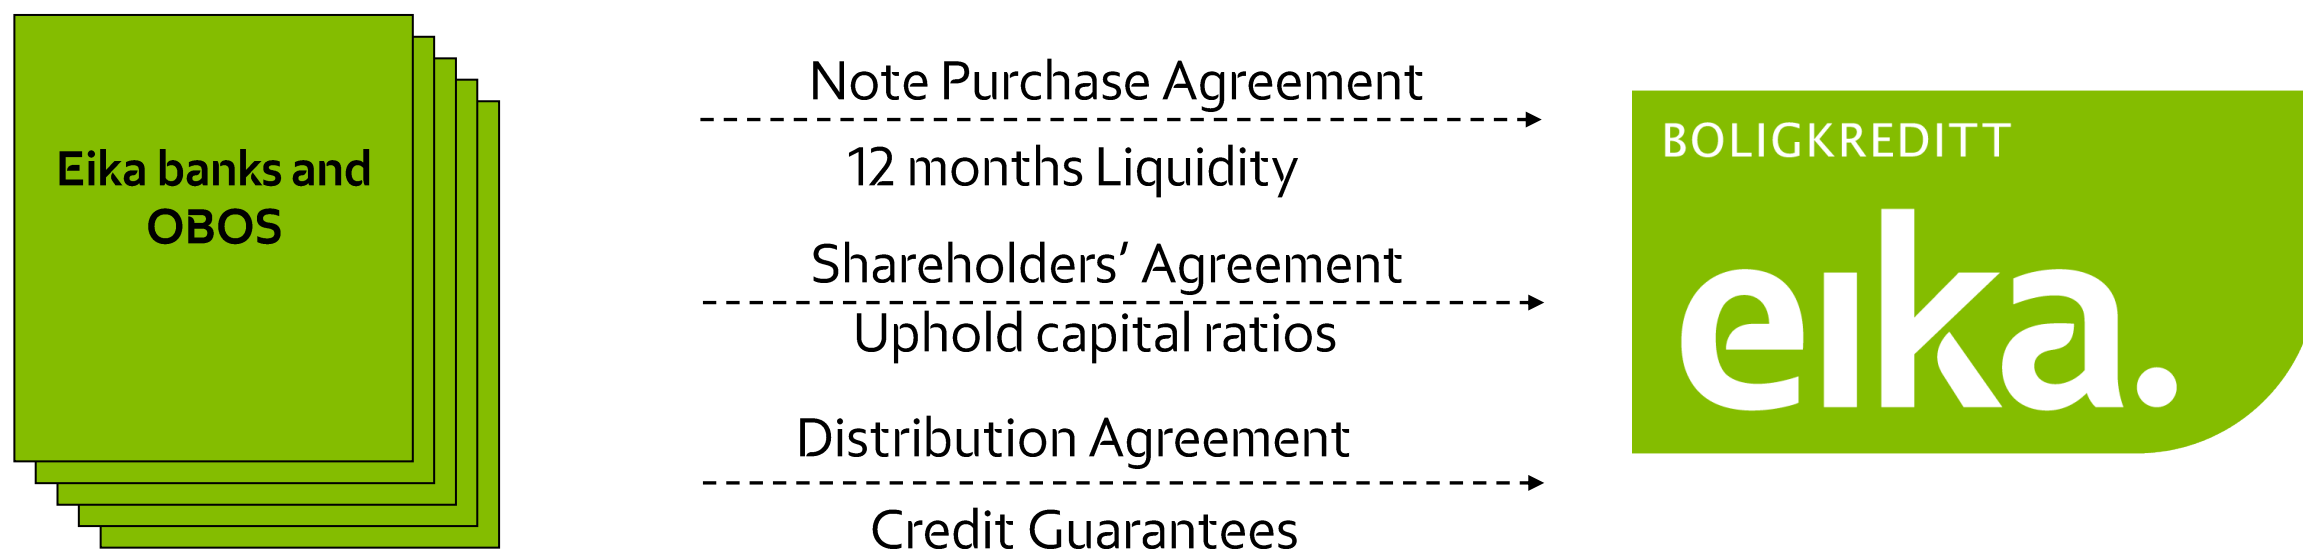 Eika banks and
OBOS
Note Purchase Agreement
12 months Liquidity
Shareholders’ Agreement
Uphold capital ratios
Distribution Agreement
Credit Guarantees
BOLIGKREDITT
eika.